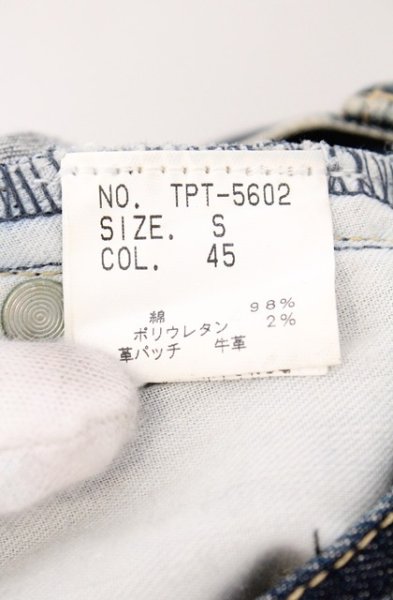 NO. TPT-5602
SIZE. S
COL. 45
綿 98%
ポリウレタン 2%
革パッチ 牛革